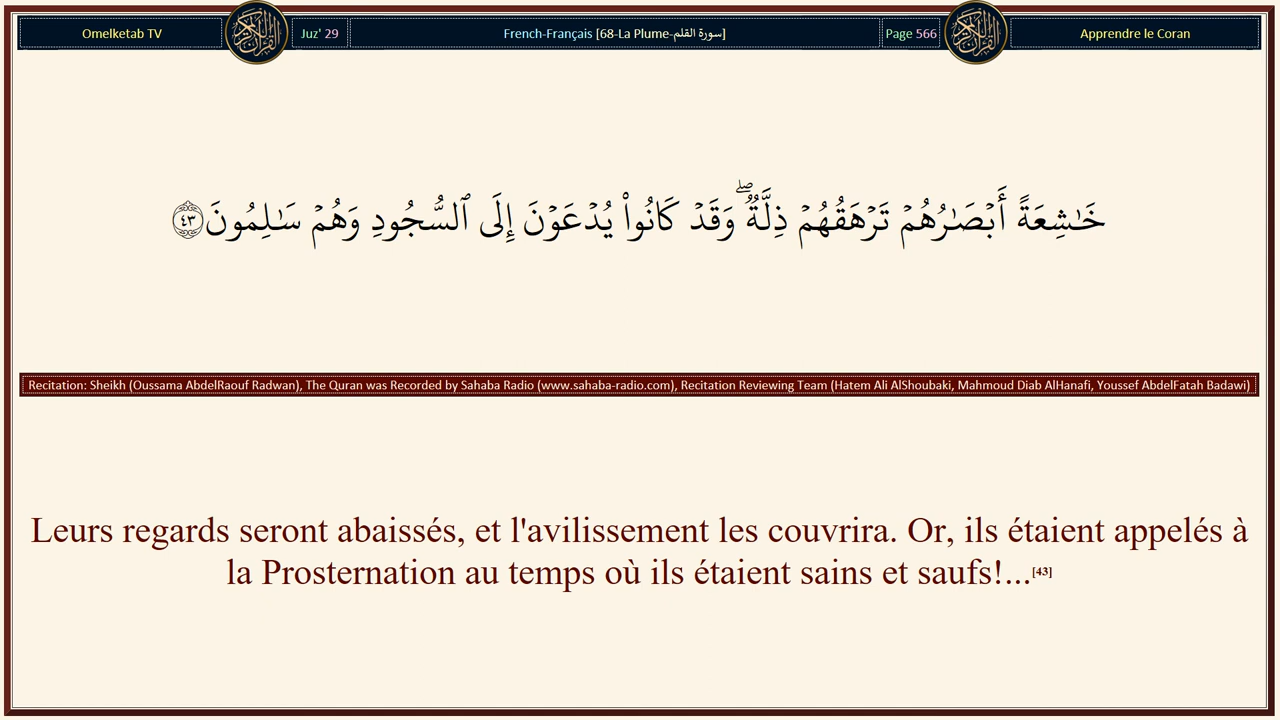 Omelketab TV
Juz' 29
French-Français [68-La Plume-سورة القلم]
Page 566
Apprendre le Coran
خَٰشِعَةً أَبۡصَٰرُهُمۡ تَرۡهَقُهُمۡ ذِلَّةٞۖ وَقَدۡ كَانُواْ يُدۡعَوۡنَ إِلَى ٱلسُّجُودِ وَهُمۡ سَٰلِمُونَ ٤٣
Recitation: Sheikh (Oussama AbdelRaouf Radwan), The Quran was Recorded by Sahaba Radio (www.sahaba-radio.com), Recitation Reviewing Team (Hatem Ali AlShoubaki, Mahmoud Diab AlHanafi, Youssef AbdelFatah Badawi)
Leurs regards seront abaissés, et l'avilissement les couvrira. Or, ils étaient appelés à
la Prosternation au temps où ils étaient sains et saufs!...[43]